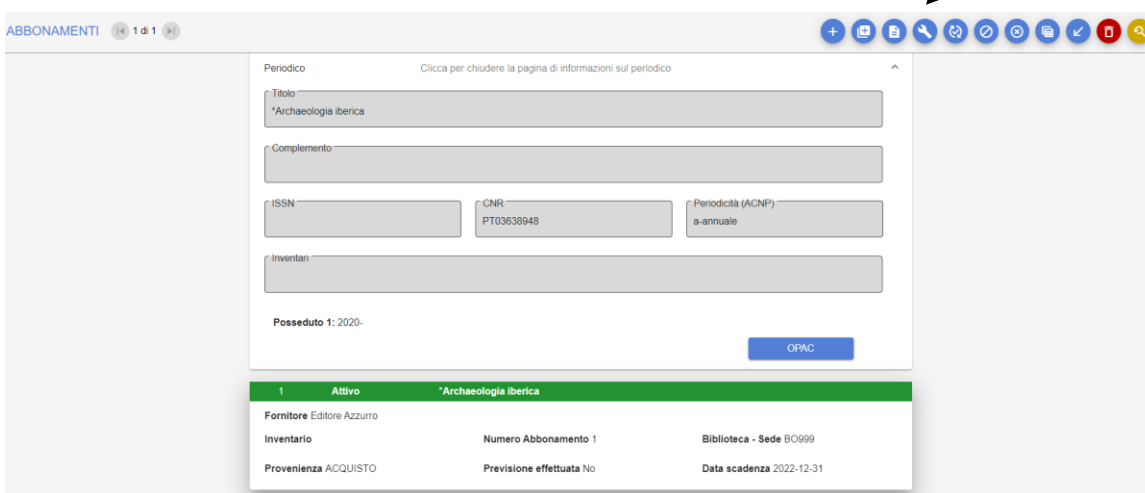 ABBONAMENTI 1 di 1
Periodico Clicca per chiudere la pagina di informazioni sul periodico
Titolo
*Archaeologia iberica
Complemento
ISSN CNR Periodicità (ACNP)
PT03638948 a-annuale
Inventari
Posseduto 1: 2020-
OPAC
1 Attivo *Archaeologia iberica
Fornitore Editore Azzurro
Inventario Numero Abbonamento 1 Biblioteca - Sede BO999
Provenienza ACQUISTO Previsione effettuata No Data scadenza 2022-12-31